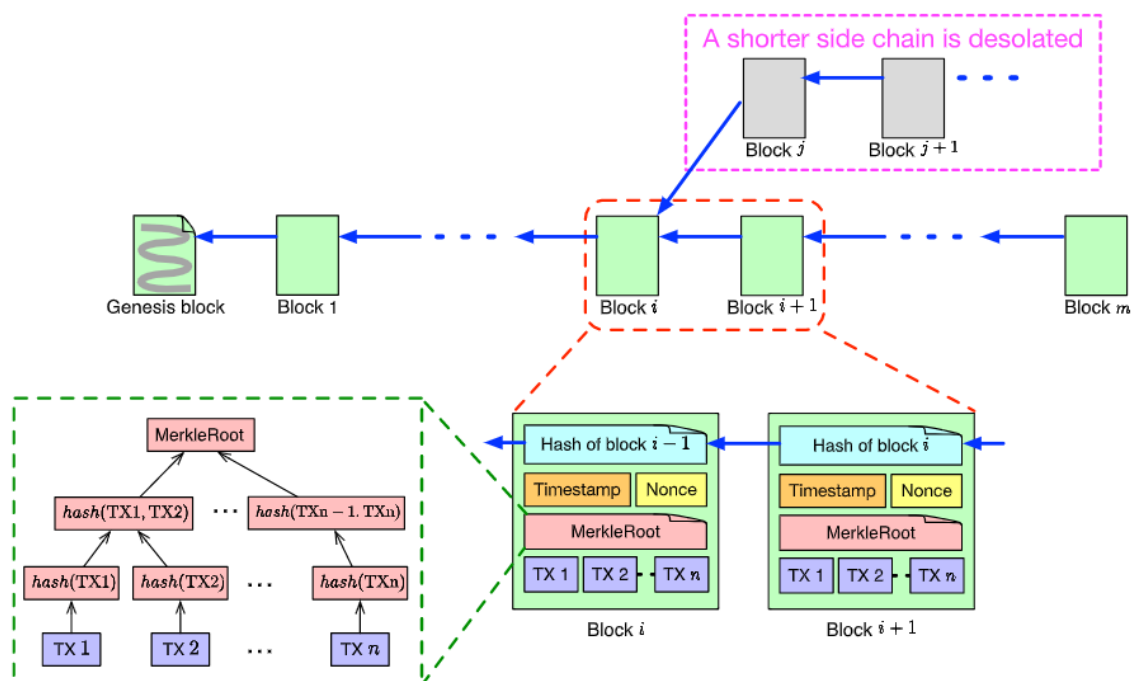 A shorter side chain is desolated
Block j
Block j + 1
Genesis block
Block 1
Block i
Block i + 1
Block m
MerkleRoot
hash(TX1, TX2)
...
hash(TXn − 1. TXn)
hash(TX1)
hash(TX2)
...
hash(TXn)
TX 1
TX 2
...
TX n
Hash of block i − 1
Timestamp
Nonce
MerkleRoot
TX 1
TX 2
TX n
Block i
Hash of block i
Timestamp
Nonce
MerkleRoot
TX 1
TX 2
TX n
Block i + 1